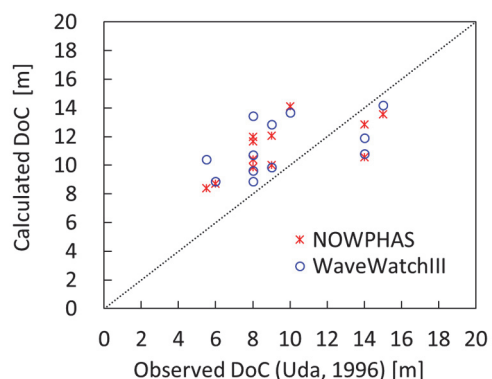 20
18
16
14
12
10
8
6
4
2
0
Calculated DoC [m]
NOWPHAS
WaveWatchIII
0 2 4 6 8 10 12 14 16 18 20
Observed DoC (Uda, 1996) [m]